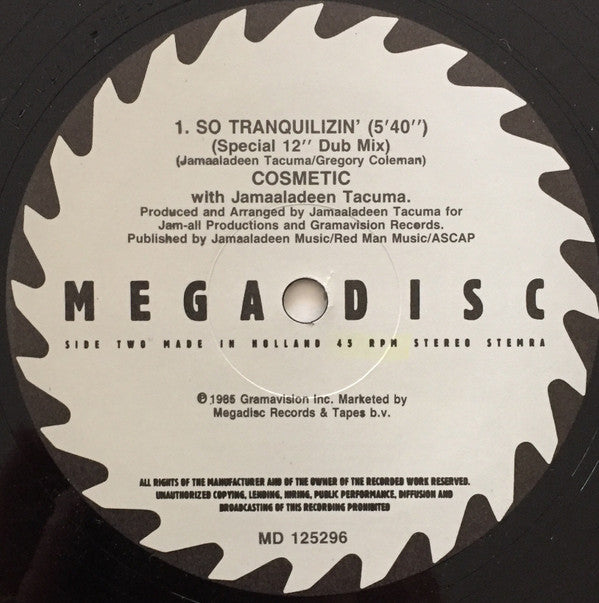 1. SO TRANQUILIZIN' (5'40'')
(Special 12'' Dub Mix)
(Jamaaladeen Tacuma/Gregory Coleman)
COSMETIC
with Jamaaladeen Tacuma.
Produced and Arranged by Jamaaladeen Tacuma for
Jam-all Productions and Gramavision Records.
Published by Jamaaladeen Music/Red Man Music/ASCAP
MEGADISC
SIDE TWO MADE IN HOLLAND 45 RPM STEREO STEMRA
℗ 1985 Gramavision Inc. Marketed by
Megadisc Records & Tapes b.v.
ALL RIGHTS OF THE MANUFACTURER AND OF THE OWNER OF THE RECORDED WORK RESERVED.
UNAUTHORIZED COPYING, LENDING, HIRING, PUBLIC PERFORMANCE, DIFFUSION AND
BROADCASTING OF THIS RECORDING PROHIBITED
MD 125296